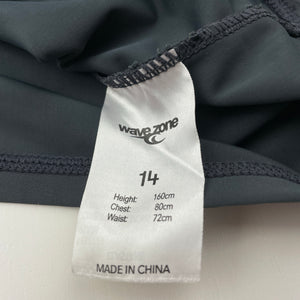 wave zone
14
Height: 160cm
Chest: 80cm
Waist: 72cm
MADE IN CHINA